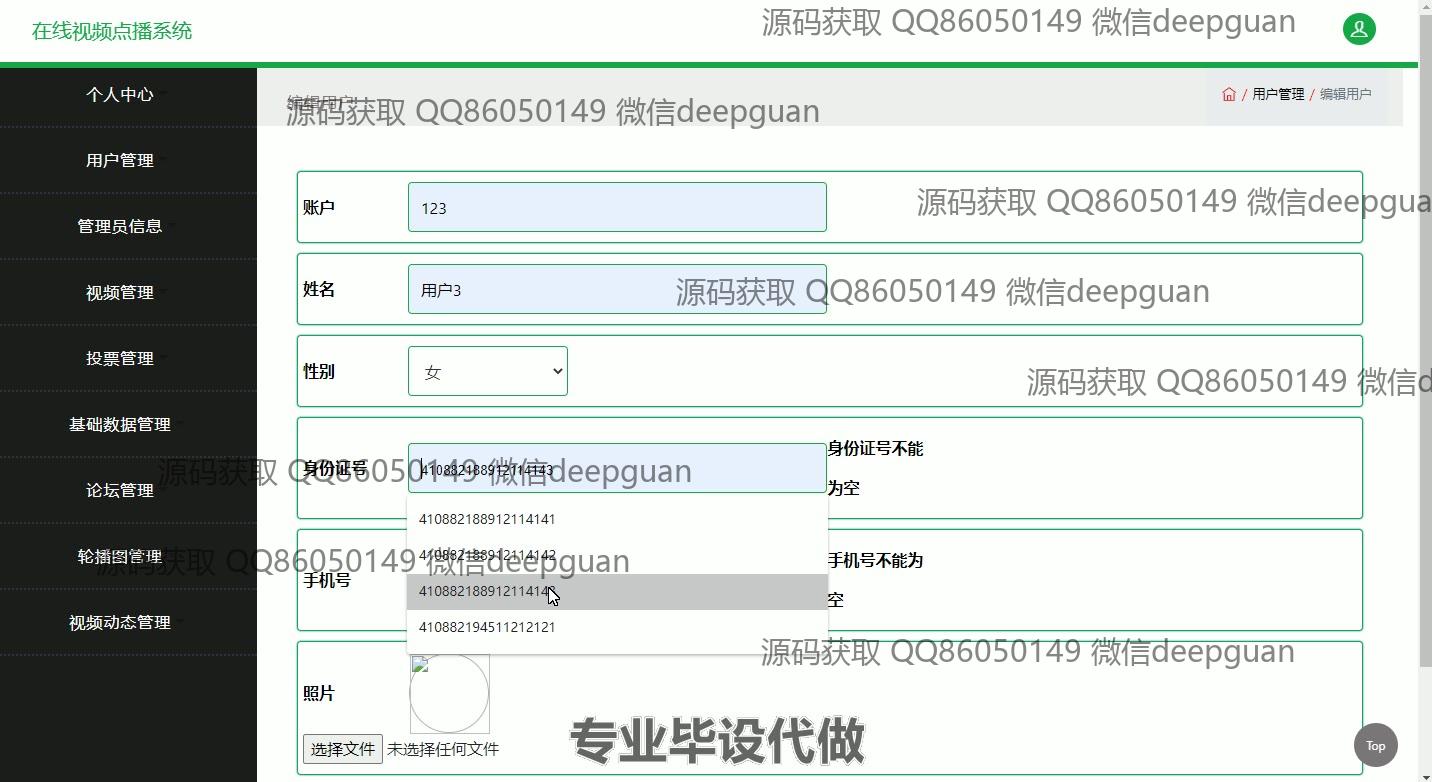 在线视频点播系统
源码获取 QQ86050149 微信deepguan
个人中心
用户管理
管理员信息
视频管理
投票管理
基础数据管理
论坛管理
轮播图管理
视频动态管理
编辑用户
源码获取 QQ86050149 微信deepguan
/ 用户管理 / 编辑用户
账户
123
源码获取 QQ86050149 微信deepgua
姓名
用户3
源码获取 QQ86050149 微信deepguan
性别
女
源码获取 QQ86050149 微信d
身份证号
410882188912114143
身份证号不能
为空
源码获取 QQ86050149 微信deepguan
410882188912114141
410882188912114142
410882188912114143
410882194511212121
源码获取 QQ86050149 微信deepguan
手机号
手机号不能为
空
源码获取 QQ86050149 微信deepguan
照片
选择文件 未选择任何文件
专业毕设代做
Top